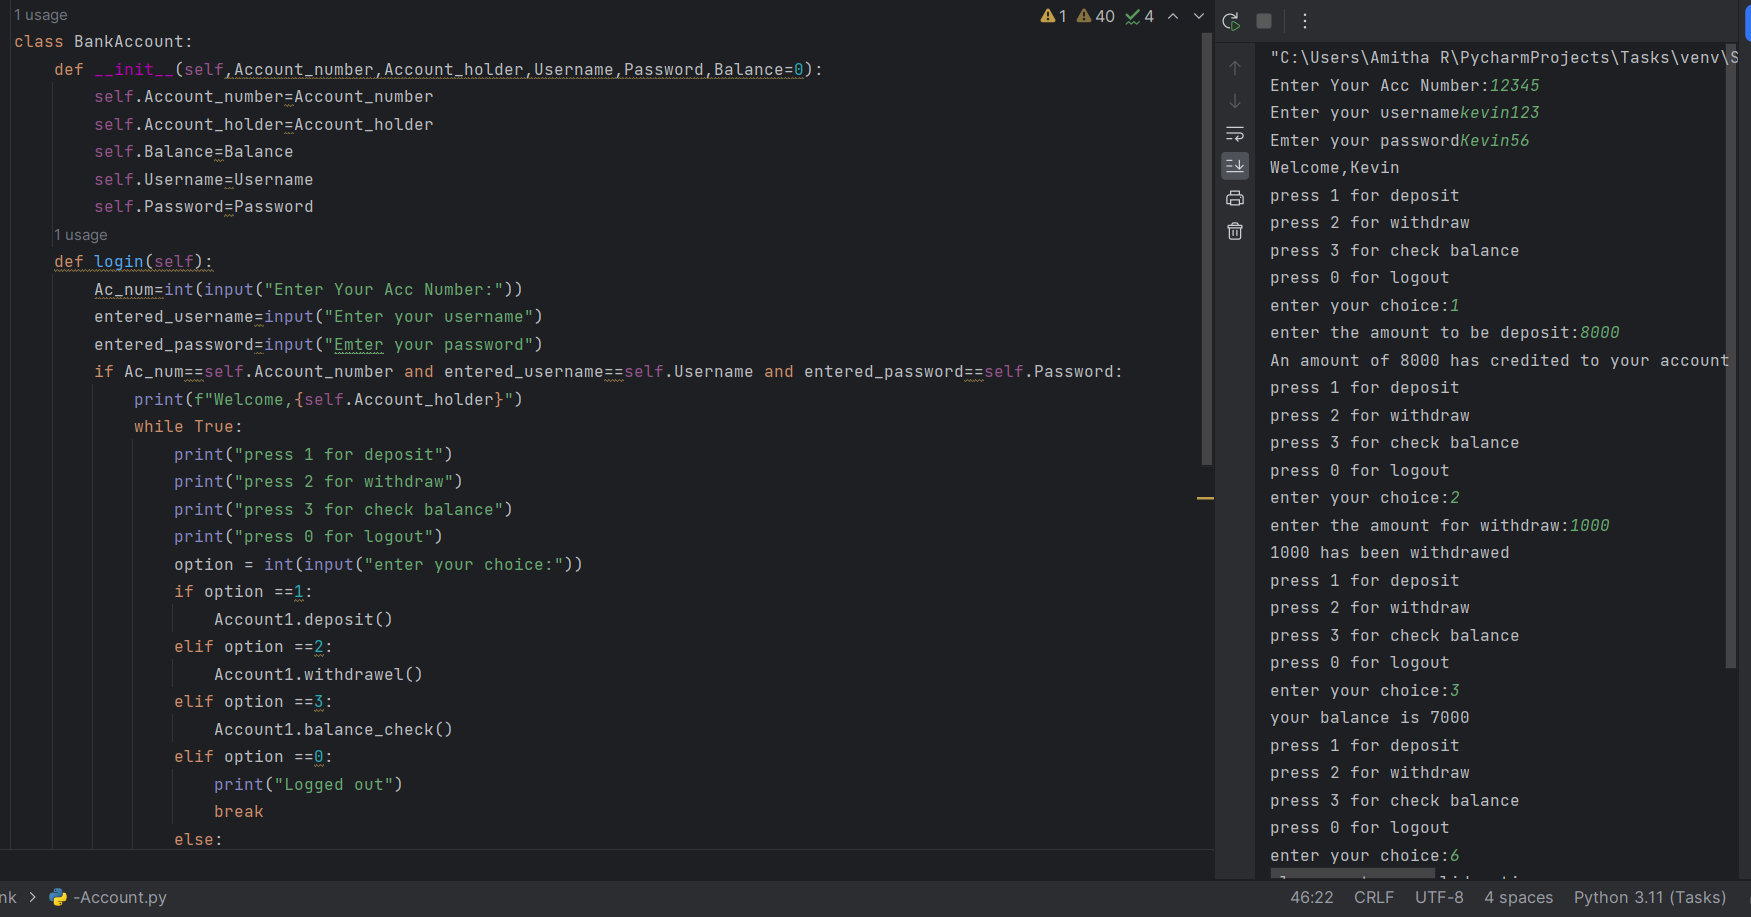 1 usage
class BankAccount:
def __init__(self,Account_number,Account_holder,Username,Password,Balance=0):
self.Account_number=Account_number
self.Account_holder=Account_holder
self.Balance=Balance
self.Username=Username
self.Password=Password
1 usage
def login(self):
Ac_num=int(input("Enter Your Acc Number:"))
entered_username=input("Enter your username")
entered_password=input("Emter your password")
if Ac_num==self.Account_number and entered_username==self.Username and entered_password==self.Password:
print(f"Welcome,{self.Account_holder}")
while True:
print("press 1 for deposit")
print("press 2 for withdraw")
print("press 3 for check balance")
print("press 0 for logout")
option = int(input("enter your choice:"))
if option ==1:
Account1.deposit()
elif option ==2:
Account1.withdrawel()
elif option ==3:
Account1.balance_check()
elif option ==0:
print("Logged out")
break
else:
1 40 4
"C:\Users\Amitha R\PycharmProjects\Tasks\venv\S
Enter Your Acc Number:12345
Enter your usernamekevin123
Emter your passwordKevin56
Welcome,Kevin
press 1 for deposit
press 2 for withdraw
press 3 for check balance
press 0 for logout
enter your choice:1
enter the amount to be deposit:8000
An amount of 8000 has credited to your account
press 1 for deposit
press 2 for withdraw
press 3 for check balance
press 0 for logout
enter your choice:2
enter the amount for withdraw:1000
1000 has been withdrawed
press 1 for deposit
press 2 for withdraw
press 3 for check balance
press 0 for logout
enter your choice:3
your balance is 7000
press 1 for deposit
press 2 for withdraw
press 3 for check balance
press 0 for logout
enter your choice:6
nk > -Account.py
46:22 CRLF UTF-8 4 spaces Python 3.11 (Tasks)